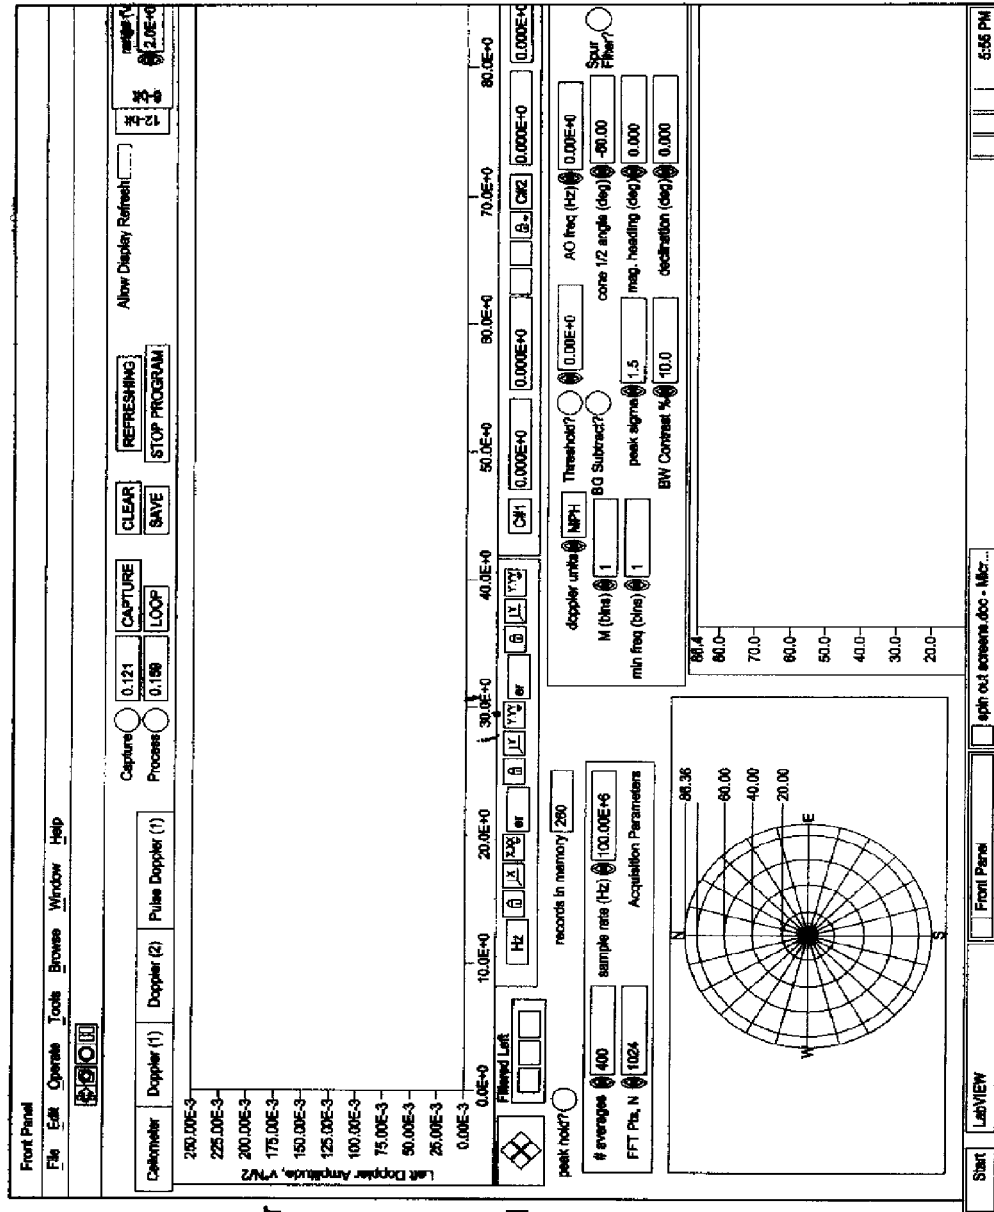 Front Panel
File Edit Operate Tools Browse Window Help
Ceilometer Doppler (1) Doppler (2) Pulse Doppler (1)
Capture 0.121 CAPTURE CLEAR REFRESHING Allow Display Refresh
Process LOOP SAVE STOP PROGRAM
2.0E+0
Left Doppler Amplitude, v^N/2
250.00E-3
225.00E-3
200.00E-3
175.00E-3
150.00E-3
125.00E-3
100.00E-3
75.00E-3
50.00E-3
25.00E-3
0.00E-3
0.0E+0 10.0E+0 20.0E+0 30.0E+0 40.0E+0 50.0E+0 60.0E+0 70.0E+0 80.0E+0
Filtered Left
Hz X X.XX er Y Y.YY er Y Y.YY
C#1 0.000E+0 0.000E+0 C#2 0.000E+0 0.000E+0
peak hold? records in memory 260
# averages 400 sample rate (Hz) 100.00E+6
FFT Pts, N 1024 Acquisition Parameters
doppler units MPH Threshold? 0.00E+0 AO freq (Hz) 0.00E+0 Spur Filter?
M (bins) 1 BG Subtract? cone 1/2 angle (deg) -60.00
min freq (bins) 1 peak sigma 1.5 mag. heading (deg) 0.000
BW Contrast % 10.0 declination (deg) 0.000
N
E
S
W
86.36
60.00
40.00
20.00
86.4
80.0
70.0
60.0
50.0
40.0
30.0
20.0
Start LabVIEW Front Panel spin out screens.doc - Micr... 5:55 PM